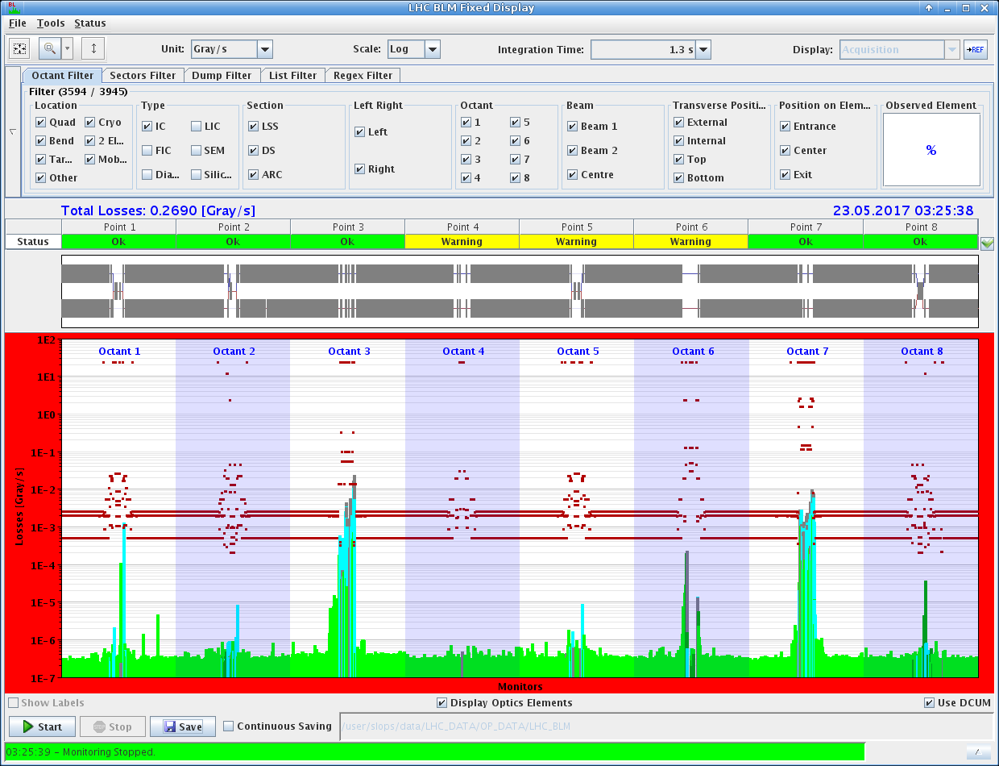 BL
LHC BLM Fixed Display
File Tools Status
Unit: Gray/s Scale: Log Integration Time: 1.3 s Display: Acquisition →REF
Octant Filter Sectors Filter Dump Filter List Filter Regex Filter
Filter (3594 / 3945)
Location Type Section Left Right Octant Beam Transverse Positi... Position on Elem... Observed Element
Quad Cryo IC LIC LSS Left 1 5 Beam 1 External Entrance %
Bend 2 El... FIC SEM DS Right 2 6 Beam 2 Internal Center
Tar... Mob... Dia... Silic... ARC 3 7 Centre Top Exit
Other 4 8 Bottom
Total Losses: 0.2690 [Gray/s] 23.05.2017 03:25:38
Point 1 Point 2 Point 3 Point 4 Point 5 Point 6 Point 7 Point 8
Status Ok Ok Ok Warning Warning Warning Ok Ok
1E2
Octant 1 Octant 2 Octant 3 Octant 4 Octant 5 Octant 6 Octant 7 Octant 8
1E1
1E0
1E-1
1E-2
1E-3
1E-4
1E-5
1E-6
1E-7
Losses [Gray/s]
Monitors
Show Labels Display Optics Elements Use DCUM
Start Stop Save Continuous Saving /user/slops/data/LHC_DATA/OP_DATA/LHC_BLM
03:25:39 - Monitoring Stopped.